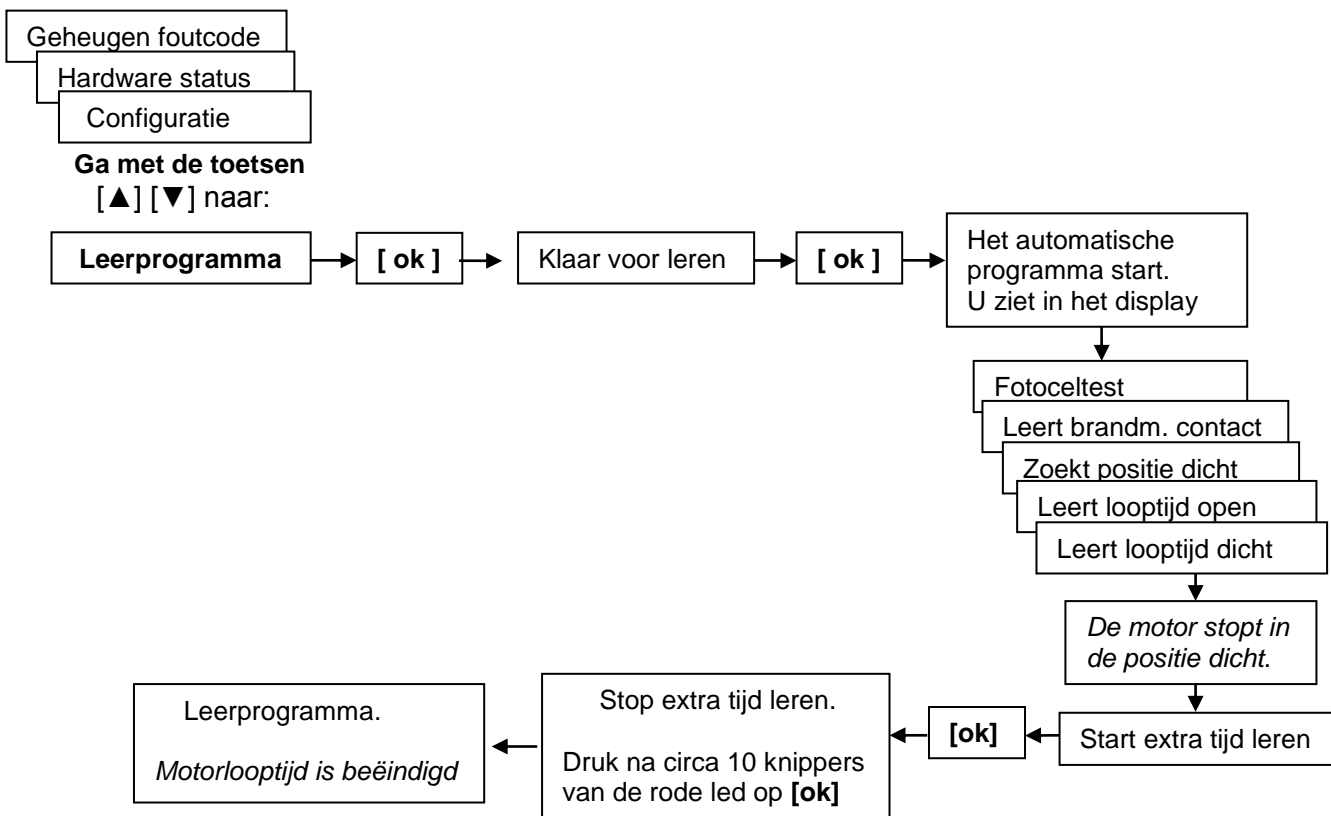 Geheugen foutcode
Hardware status
Configuratie
Ga met de toetsen
[▲] [▼] naar:
Leerprogramma
[ ok ]
Klaar voor leren
[ ok ]
Het automatische
programma start.
U ziet in het display
Fotoceltest
Leert brandm. contact
Zoekt positie dicht
Leert looptijd open
Leert looptijd dicht
De motor stopt in
de positie dicht.
Start extra tijd leren
[ok]
Stop extra tijd leren.
Druk na circa 10 knippers
van de rode led op [ok]
Leerprogramma.
Motorlooptijd is beëindigd